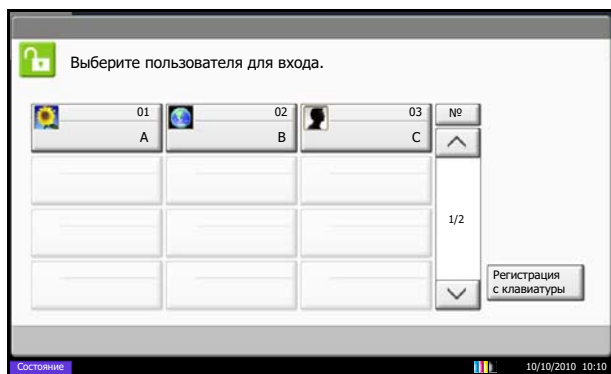 Выберите пользователя для входа.
01 02 03 №
A B C
1/2
Регистрация
с клавиатуры
Состояние 10/10/2010 10:10